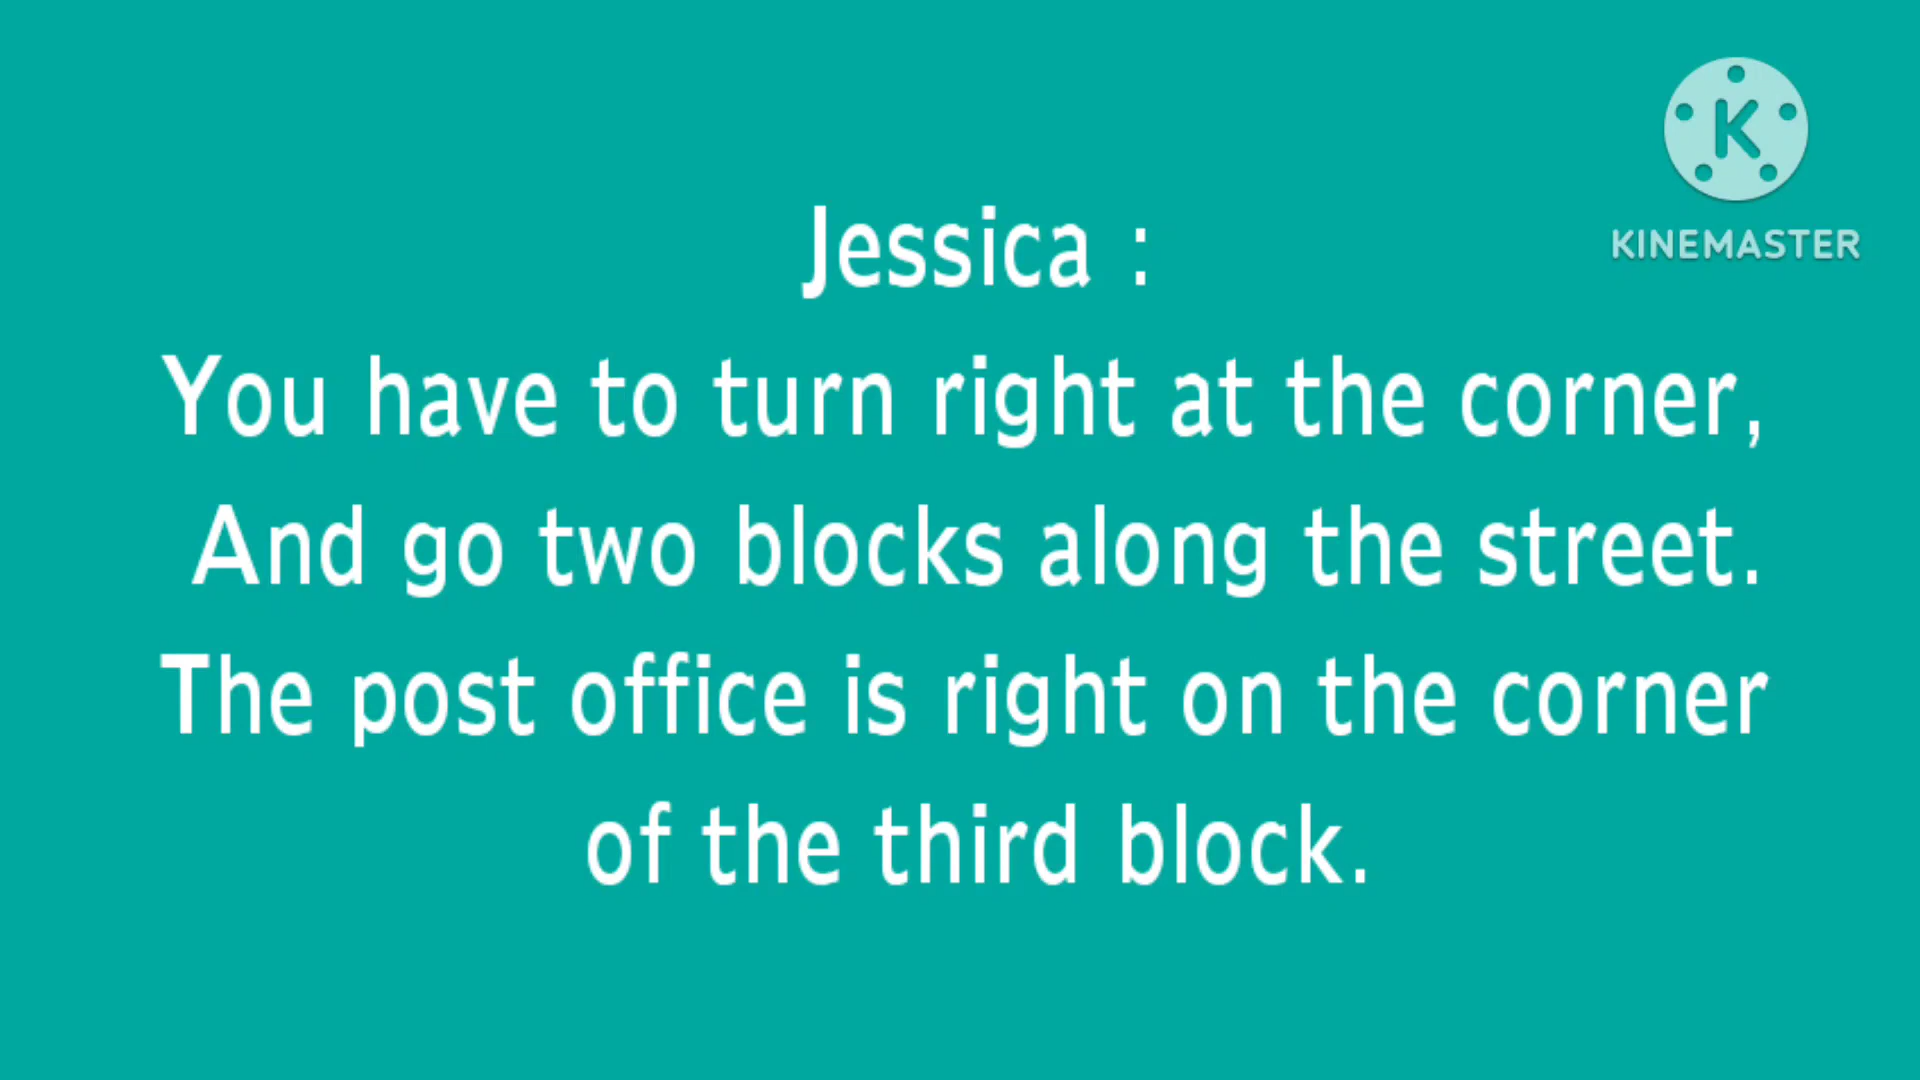 K
KINEMASTER
Jessica :
You have to turn right at the corner,
And go two blocks along the street.
The post office is right on the corner
of the third block.